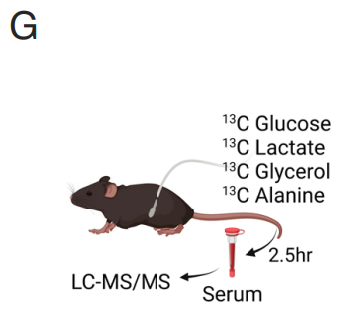 G
¹³C Glucose
¹³C Lactate
¹³C Glycerol
¹³C Alanine
2.5hr
LC-MS/MS
Serum